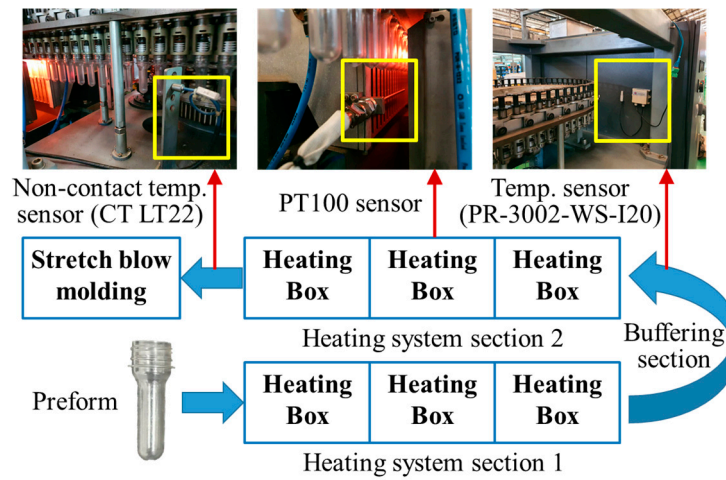 Non-contact temp.
sensor (CT LT22)
PT100 sensor
Temp. sensor
(PR-3002-WS-I20)
Stretch blow
molding
Heating
Box
Heating
Box
Heating
Box
Heating system section 2
Buffering
section
Preform
Heating
Box
Heating
Box
Heating
Box
Heating system section 1